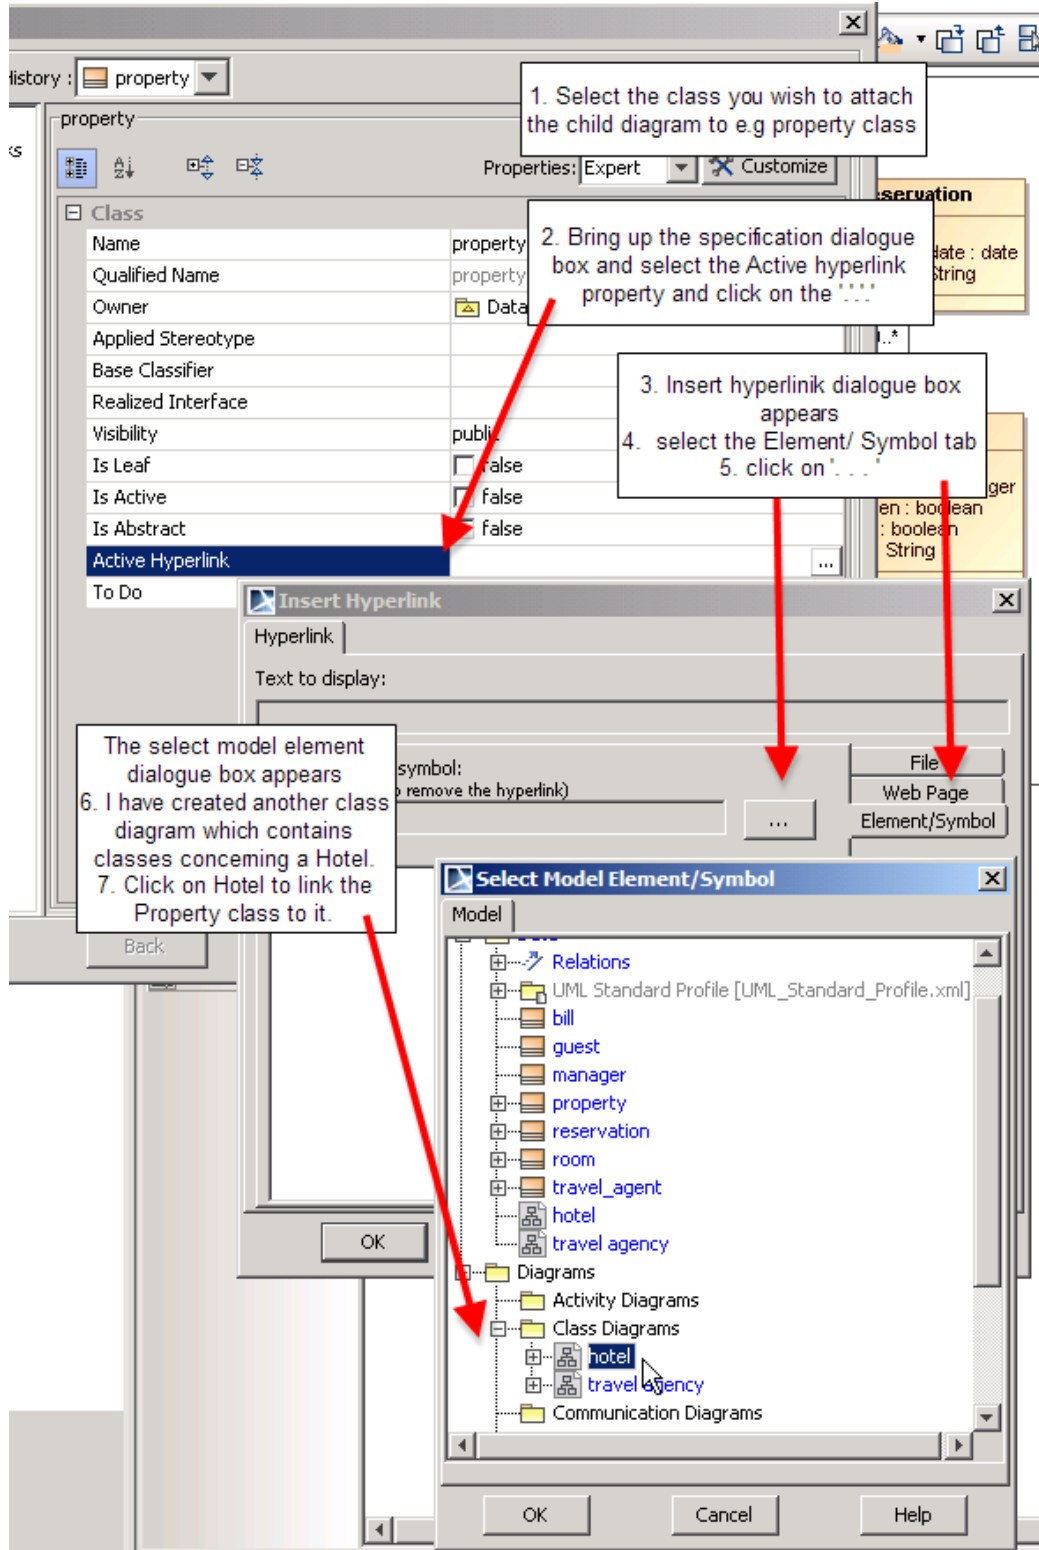 History : property
property
1. Select the class you wish to attach
the child diagram to e.g property class
Properties: Expert Customize
Class
Name property
Qualified Name property
Owner Data
Applied Stereotype
Base Classifier
Realized Interface
Visibility public
Is Leaf false
Is Active false
Is Abstract false
Active Hyperlink ...
To Do
2. Bring up the specification dialogue
box and select the Active hyperlink
property and click on the '. '. '.'
date : date
String
..*
3. Insert hyperlinik dialogue box
appears
4. select the Element/ Symbol tab
5. click on '. . . '
en : boolean
: boolean
String
Insert Hyperlink
Hyperlink
Text to display:
symbol:
remove the hyperlink)
...
File
Web Page
Element/Symbol
The select model element
dialogue box appears
6. I have created another class
diagram which contains
classes concerning a Hotel.
7. Click on Hotel to link the
Property class to it.
Back
OK
Select Model Element/Symbol
Model
Relations
UML Standard Profile [UML_Standard_Profile.xml]
bill
guest
manager
property
reservation
room
travel_agent
hotel
travel agency
Diagrams
Activity Diagrams
Class Diagrams
hotel
travel agency
Communication Diagrams
OK Cancel Help